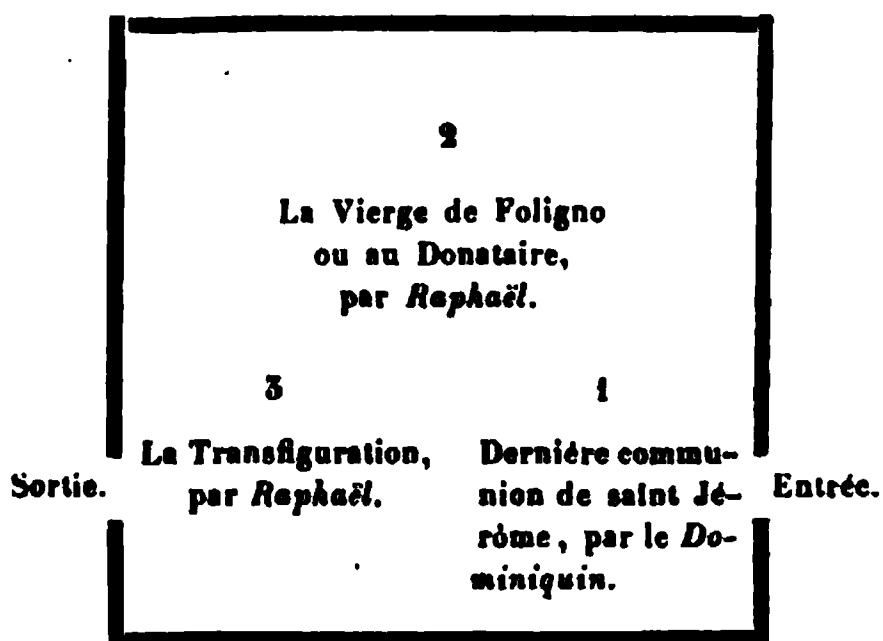 2
La Vierge de Foligno
ou au Donataire,
par Raphaël.
3
La Transfiguration,
par Raphaël.
1
Dernière commu-
nion de saint Jé-
rôme, par le Do-
miniquin.
Sortie.
Entrée.